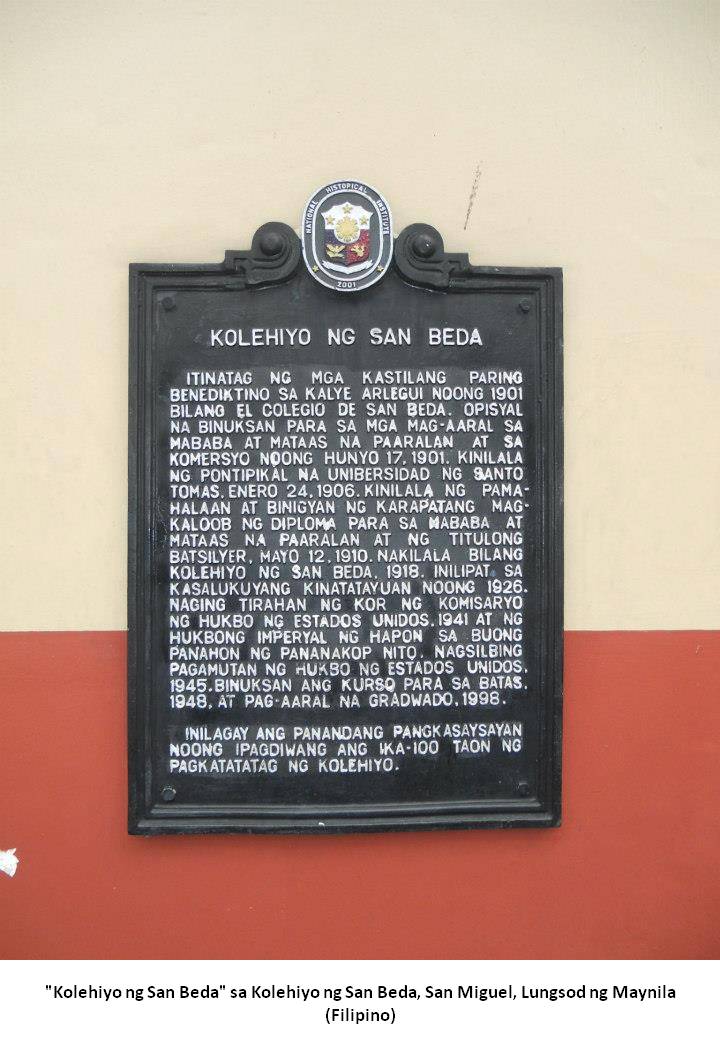 NATIONAL HISTORICAL INSTITUTE
2001
KOLEHIYO NG SAN BEDA
ITINATAG NG MGA KASTILANG PARING
BENEDIKTINO SA KALYE ARLEGUI NOONG 1901
BILANG EL COLEGIO DE SAN BEDA. OPISYAL
NA BINUKSAN PARA SA MGA MAG-AARAL SA
MABABA AT MATAAS NA PAARALAN AT SA
KOMERSYO NOONG HUNYO 17, 1901. KINILALA
NG PONTIPIKAL NA UNIBERSIDAD NG SANTO
TOMAS, ENERO 24, 1906. KINILALA NG PAMA-
HALAAN AT BINIGYAN NG KARAPATANG MAG-
KALOOB NG DIPLOMA PARA SA MABABA AT
MATAAS NA PAARALAN AT NG TITULONG
BATSILYER, MAYO 12, 1910. NAKILALA BILANG
KOLEHIYO NG SAN BEDA, 1918. INILIPAT SA
KASALUKUYANG KINATATAYUAN NOONG 1926.
NAGING TIRAHAN NG KOR NG KOMISARYO
NG HUKBO NG ESTADOS UNIDOS, 1941 AT NG
HUKBONG IMPERYAL NG HAPON SA BUONG
PANAHON NG PANANAKOP NITO. NAGSILBING
PAGAMUTAN NG HUKBO NG ESTADOS UNIDOS,
1945. BINUKSAN ANG KURSO PARA SA BATAS,
1948, AT PAG-AARAL NA GRADWADO, 1998.
INILAGAY ANG PANANDANG PANGKASAYSAYAN
NOONG IPAGDIWANG ANG IKA-100 TAON NG
PAGKATATATAG NG KOLEHIYO.
"Kolehiyo ng San Beda" sa Kolehiyo ng San Beda, San Miguel, Lungsod ng Maynila
(Filipino)